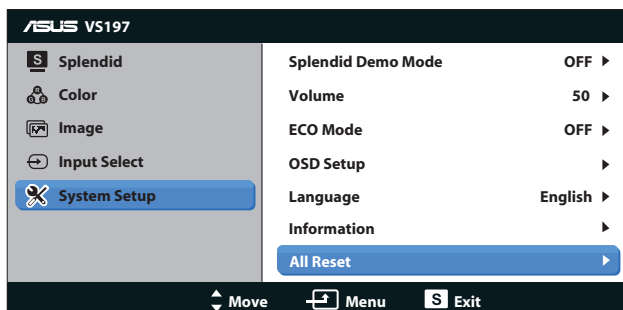 ASUS VS197
S Splendid
Color
Image
Input Select
System Setup
Splendid Demo Mode OFF
Volume 50
ECO Mode OFF
OSD Setup
Language English
Information
All Reset
Move Menu S Exit